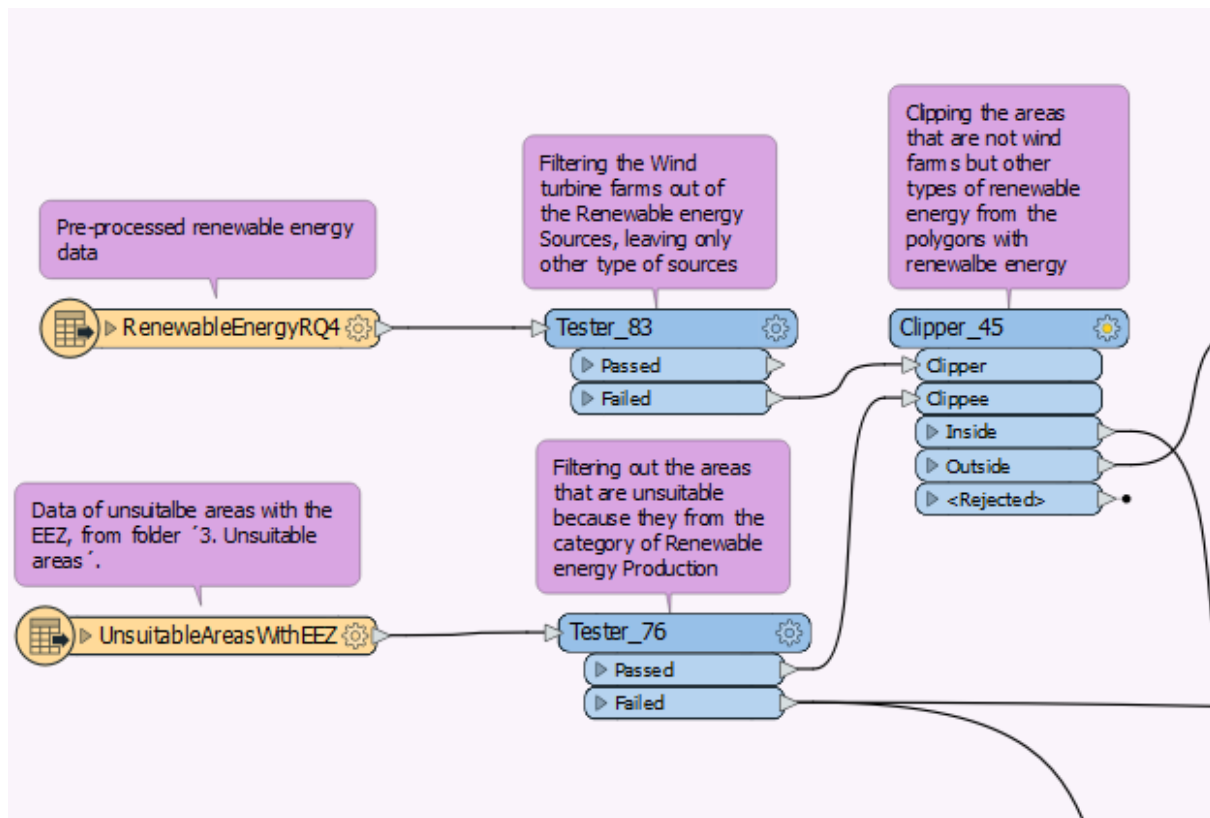 Pre-processed renewable energy
data
RenewableEnergyRQ4
Filtering the Wind
turbine farms out of
the Renewable energy
Sources, leaving only
other type of sources
Tester_83
Passed
Failed
Clipping the areas
that are not wind
farms but other
types of renewable
energy from the
polygons with
renewalbe energy
Clipper_45
Clipper
Clippee
Inside
Outside
<Rejected>
Data of unsuitalbe areas with the
EEZ, from folder ´3. Unsuitable
areas´.
UnsuitableAreasWithEEZ
Filtering out the areas
that are unsuitable
because they from the
category of Renewable
energy Production
Tester_76
Passed
Failed